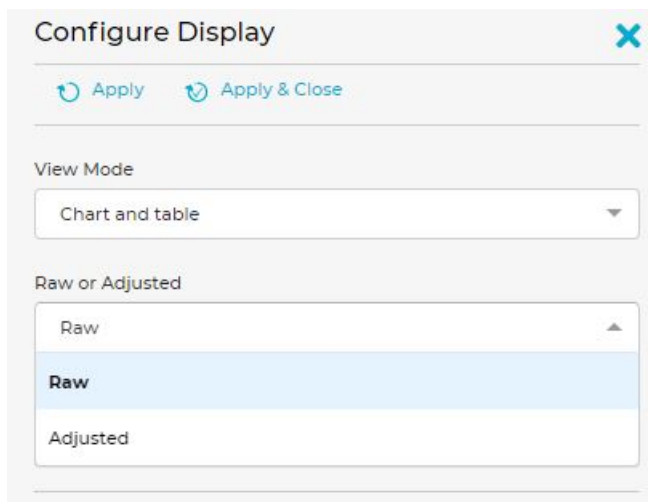 Configure Display
Apply Apply & Close
View Mode
Chart and table
Raw or Adjusted
Raw
Raw
Adjusted